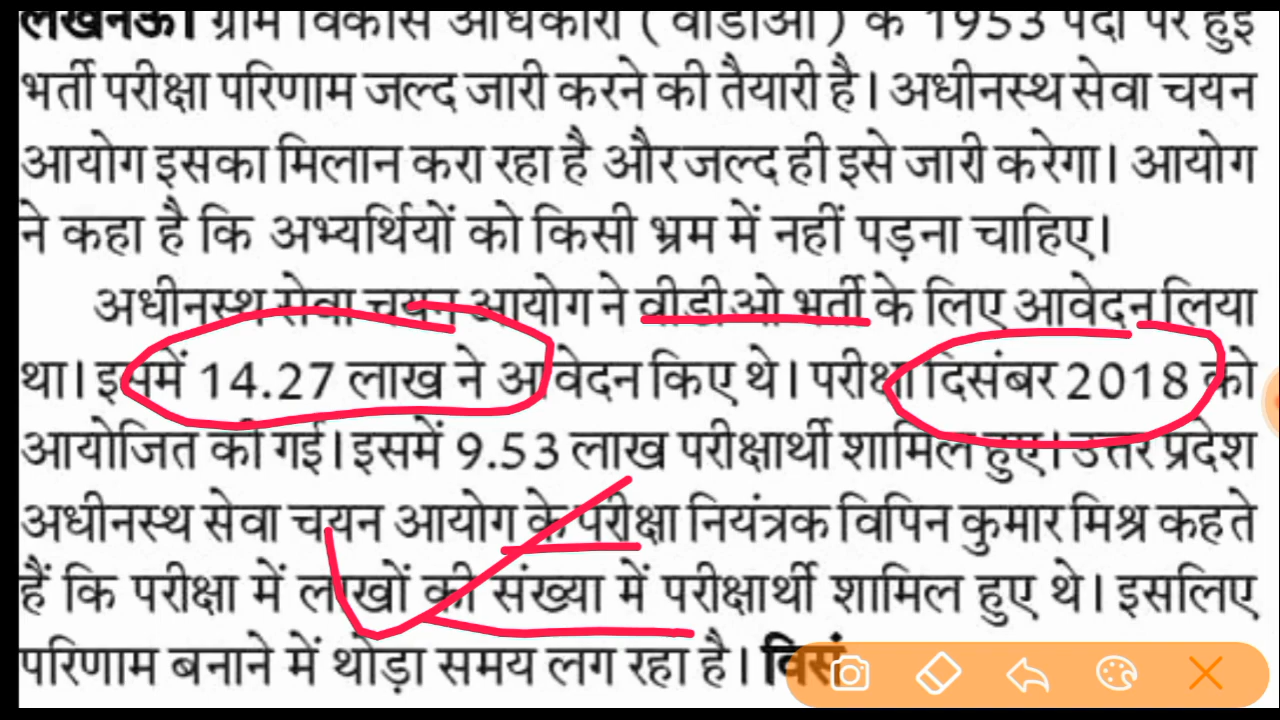 लखनऊ। ग्राम विकास अधिकारी (वीडीओ) के 1953 पदों पर हुई
भर्ती परीक्षा परिणाम जल्द जारी करने की तैयारी है। अधीनस्थ सेवा चयन
आयोग इसका मिलान करा रहा है और जल्द ही इसे जारी करेगा। आयोग
ने कहा है कि अभ्यर्थियों को किसी भ्रम में नहीं पड़ना चाहिए।
अधीनस्थ सेवा चयन आयोग ने वीडीओ भर्ती के लिए आवेदन लिया
था। इसमें 14.27 लाख ने आवेदन किए थे। परीक्षा दिसंबर 2018 को
आयोजित की गई। इसमें 9.53 लाख परीक्षार्थी शामिल हुए। उत्तर प्रदेश
अधीनस्थ सेवा चयन आयोग के परीक्षा नियंत्रक विपिन कुमार मिश्र कहते
हैं कि परीक्षा में लाखों की संख्या में परीक्षार्थी शामिल हुए थे। इसलिए
परिणाम बनाने में थोड़ा समय लग रहा है। विसं